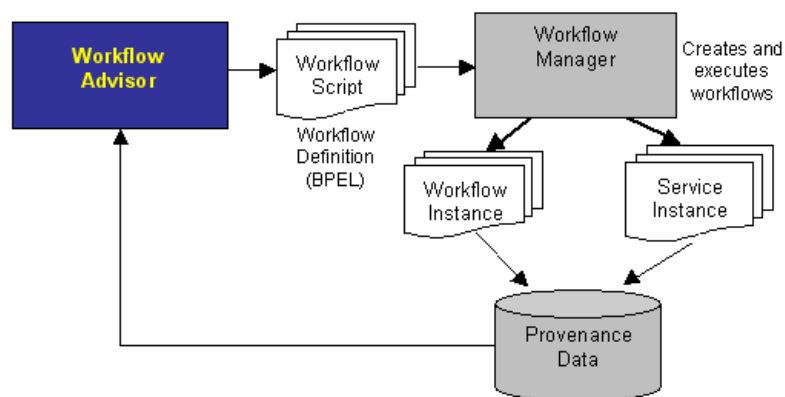 Workflow
Advisor
Workflow
Script
Workflow
Definition
(BPEL)
Workflow
Manager
Creates and
executes
workflows
Workflow
Instance
Service
Instance
Provenance
Data